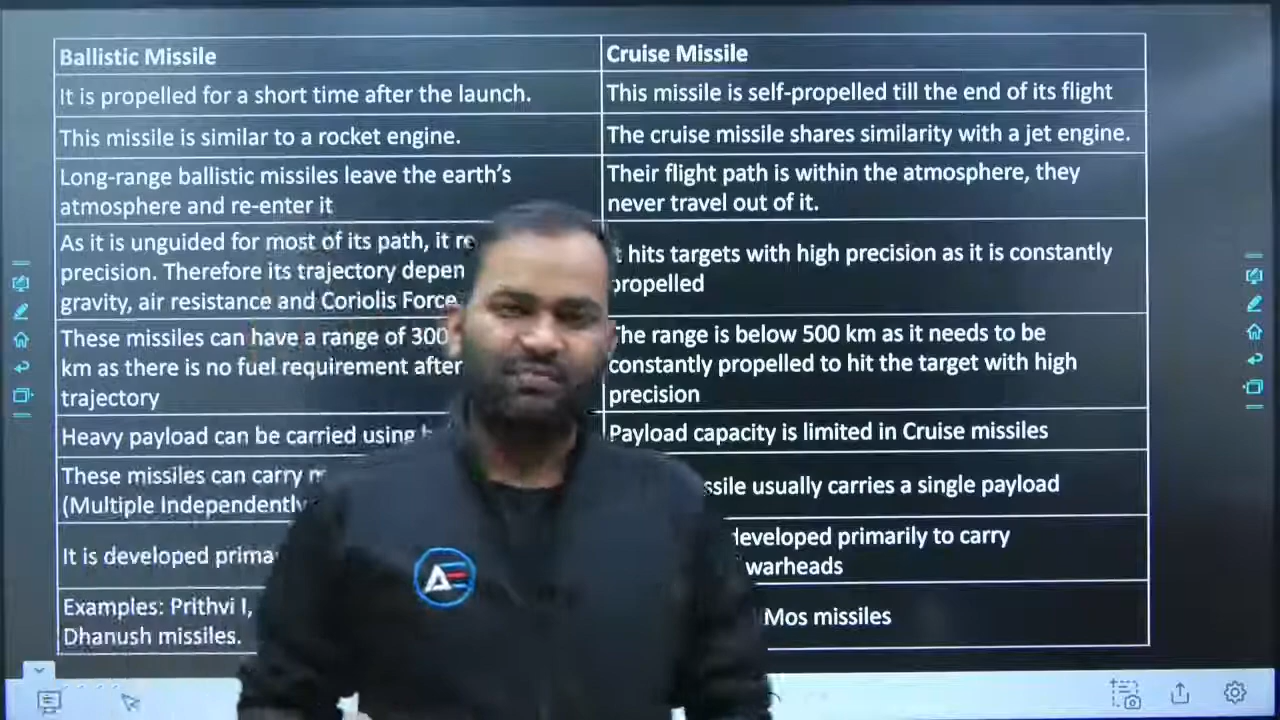 Ballistic Missile
Cruise Missile
It is propelled for a short time after the launch.
This missile is self-propelled till the end of its flight
This missile is similar to a rocket engine.
The cruise missile shares similarity with a jet engine.
Long-range ballistic missiles leave the earth's
atmosphere and re-enter it
Their flight path is within the atmosphere, they
never travel out of it.
As it is unguided for most of its path, it
precision. Therefore its trajectory
gravity, air resistance and Coriolis Force
hits targets with high precision as it is constantly
propelled
These missiles can have a range of 300
km as there is no fuel requirement after
trajectory
The range is below 500 km as it needs to be
constantly propelled to hit the target with high
precision
Heavy payload can be carried using
Payload capacity is limited in Cruise missiles
These missiles can carry
(Multiple Independently
usually carries a single payload
It is developed
developed primarily to carry
warheads
Examples: Prithvi I,
Dhanush missiles.
Mos missiles